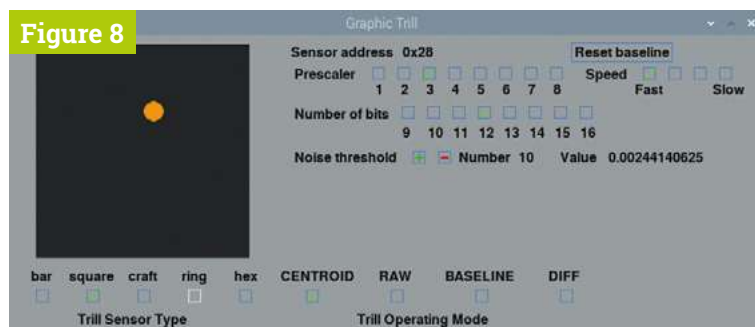 Figure 8
Graphic Trill
Sensor address 0x28 Reset baseline
Prescaler Speed
1 2 3 4 5 6 7 8 Fast Slow
Number of bits
9 10 11 12 13 14 15 16
Noise threshold + - Number 10 Value 0.00244140625
bar square craft ring hex CENTROID RAW BASELINE DIFF
Trill Sensor Type Trill Operating Mode